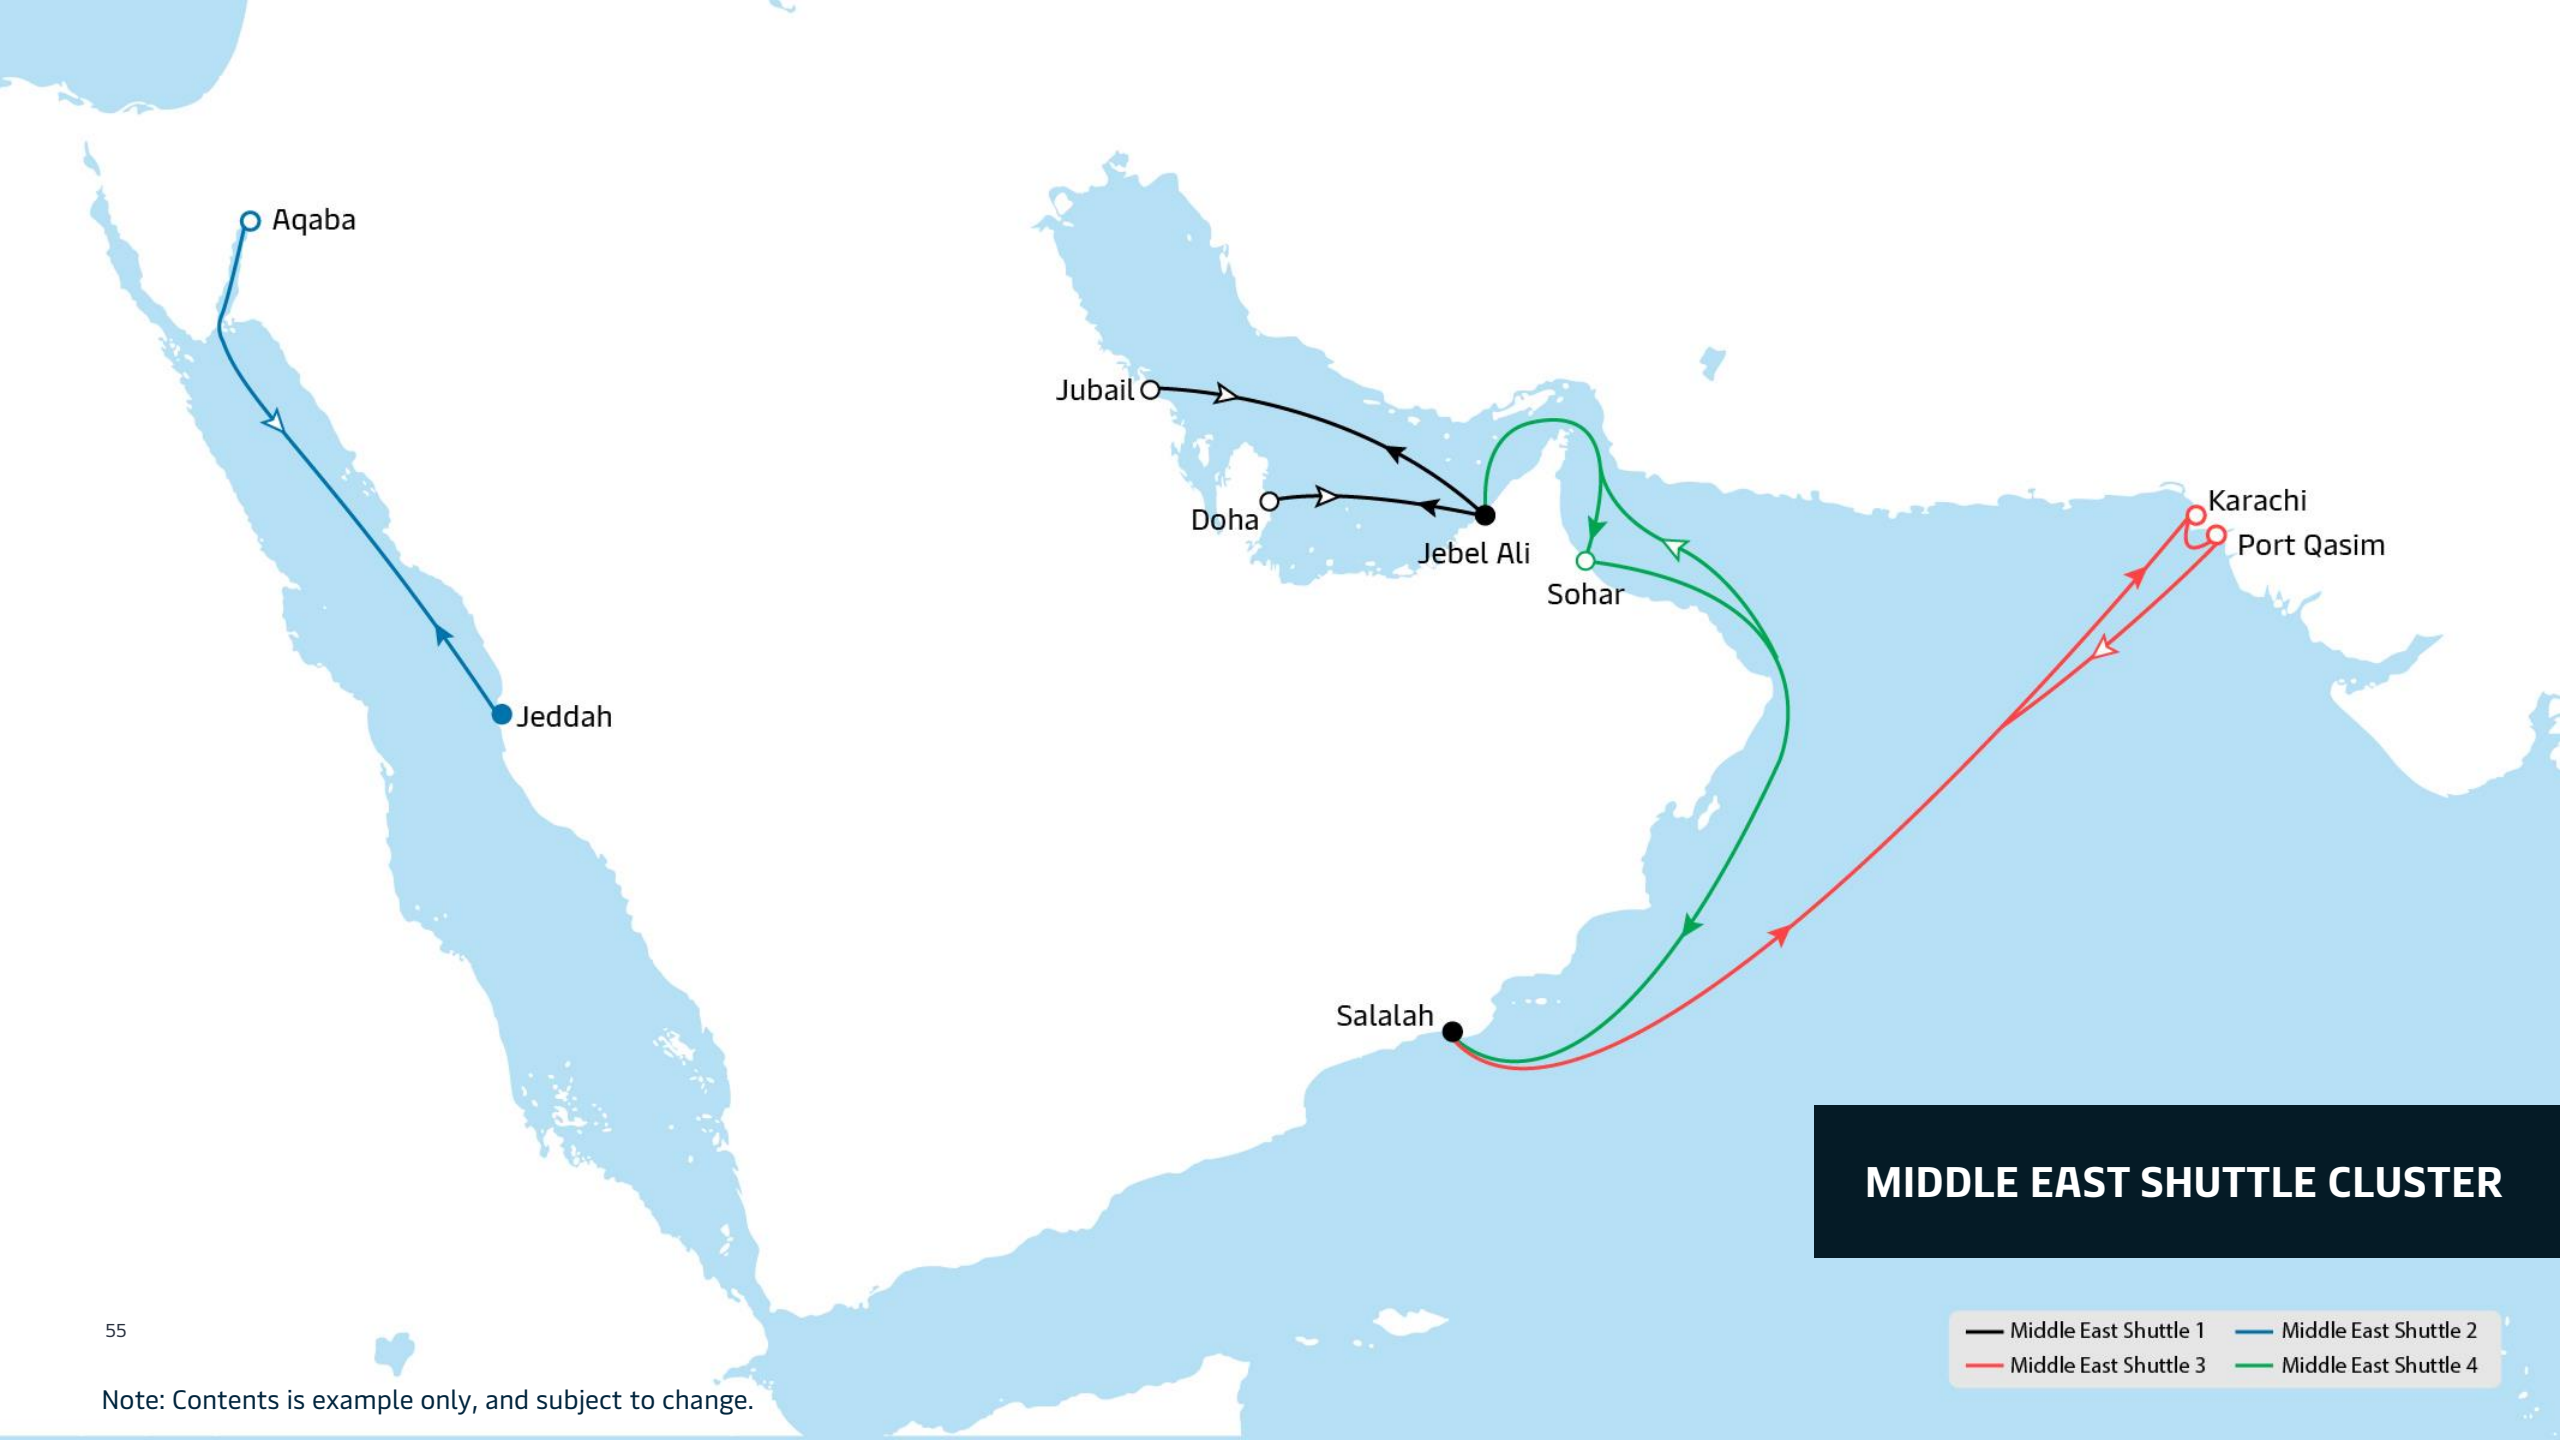 Aqaba
Jubail
Doha
Jebel Ali
Sohar
Karachi
Port Qasim
Jeddah
Salalah
MIDDLE EAST SHUTTLE CLUSTER
Middle East Shuttle 1
Middle East Shuttle 2
Middle East Shuttle 3
Middle East Shuttle 4
55
Note: Contents is example only, and subject to change.